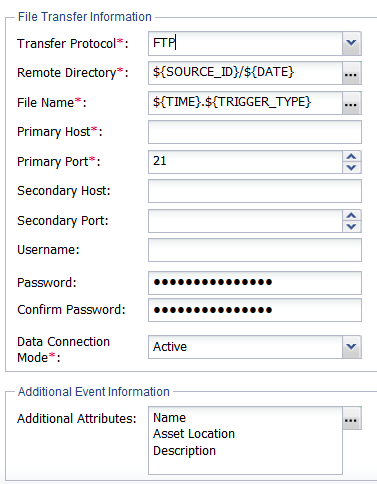 File Transfer Information
Transfer Protocol*: FTP
Remote Directory*: ${SOURCE_ID}/${DATE} ...
File Name*: ${TIME}.${TRIGGER_TYPE} ...
Primary Host*:
Primary Port*: 21
Secondary Host:
Secondary Port:
Username:
Password: ●●●●●●●●●●●●●●●
Confirm Password: ●●●●●●●●●●●●●●●
Data Connection
Mode*: Active
Additional Event Information
Additional Attributes: Name ...
Asset Location
Description